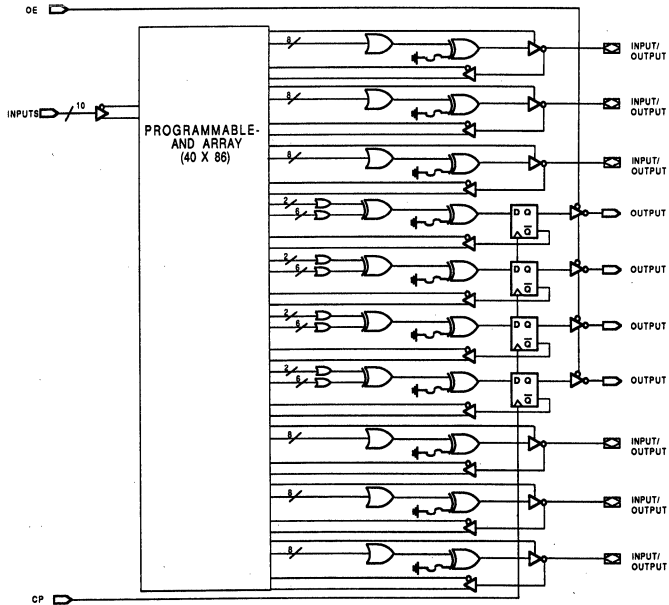 OE
8
INPUT/
OUTPUT
10
INPUTS
8
INPUT/
OUTPUT
PROGRAMMABLE-
AND ARRAY
(40 X 86)
8
INPUT/
OUTPUT
2
6
D Q
Q
OUTPUT
2
6
D Q
Q
OUTPUT
2
6
D Q
Q
OUTPUT
2
6
D Q
Q
OUTPUT
8
INPUT/
OUTPUT
8
INPUT/
OUTPUT
8
INPUT/
OUTPUT
CP